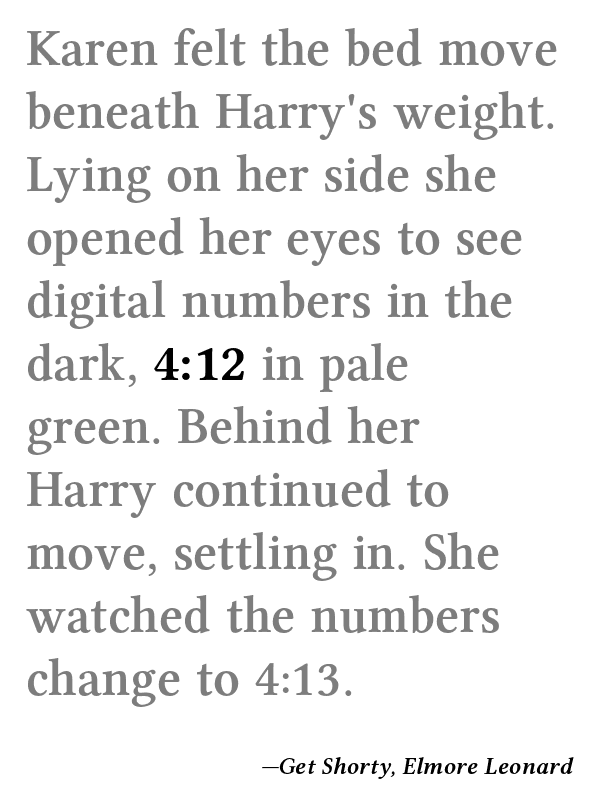 Karen felt the bed move
beneath Harry's weight.
Lying on her side she
opened her eyes to see
digital numbers in the
dark, 4:12 in pale
green. Behind her
Harry continued to
move, settling in. She
watched the numbers
change to 4:13.
—Get Shorty, Elmore Leonard